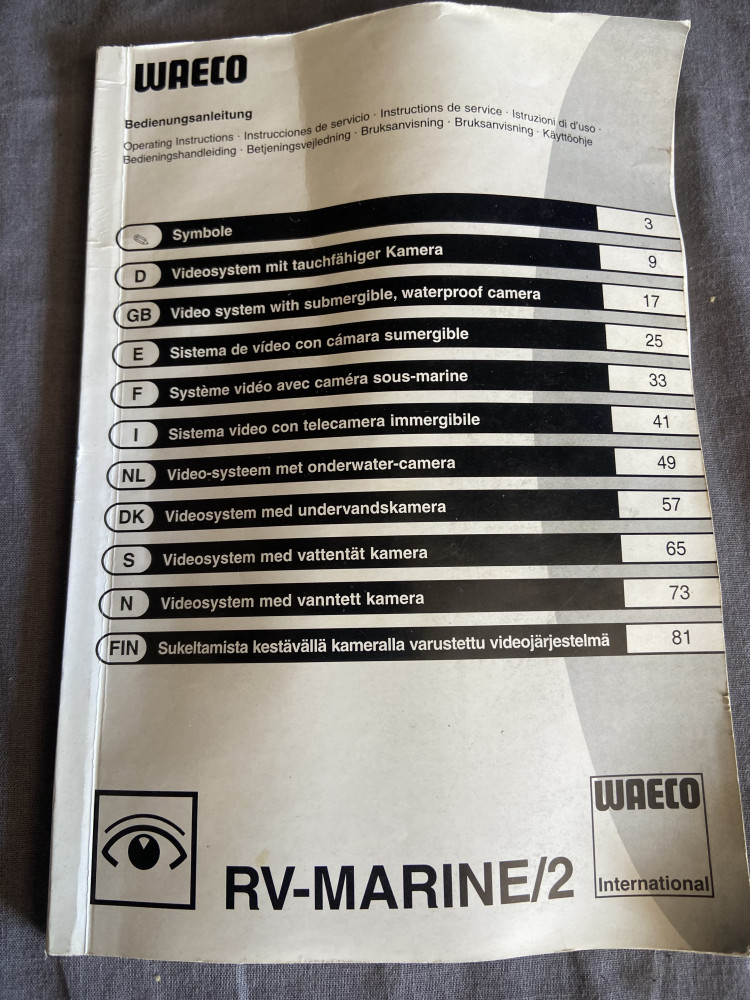 WAECO
Bedienungsanleitung
Operating Instructions · Instrucciones de servicio · Instructions de service · Istruzioni di d'uso ·
Bedieningshandleiding · Betjeningsvejledning · Bruksanvisning · Bruksanvisning · Käyttöohje
Symbole 3
D Videosystem mit tauchfähiger Kamera 9
GB Video system with submergible, waterproof camera 17
E Sistema de vídeo con cámara sumergible 25
F Système vidéo avec caméra sous-marine 33
I Sistema video con telecamera immergibile 41
NL Video-systeem met onderwater-camera 49
DK Videosystem med undervandskamera 57
S Videosystem med vattentät kamera 65
N Videosystem med vanntett kamera 73
FIN Sukeltamista kestävällä kameralla varustettu videojärjestelmä 81
RV-MARINE/2
WAECO
International